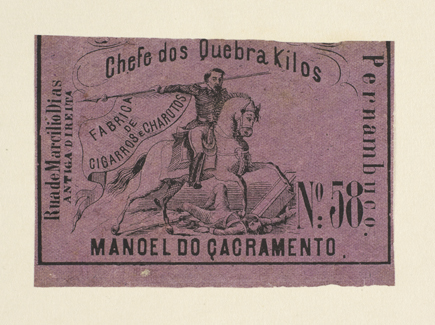 Chefe dos Quebra Kilos
FABRICA
DE
CIGARROS E CHARUTOS
Rua de Marcilio Dias
ANTIGA DIREITA
Pernambuco.
Nº 58
MANOEL DO ÇACRAMENTO.